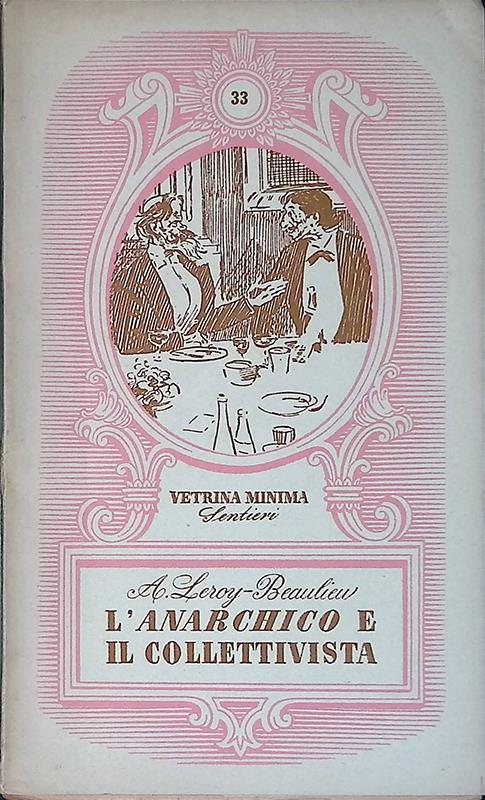 33
VETRINA MINIMA
Sentieri
A. Leroy-Beaulieu
L'ANARCHICO E
IL COLLETTIVISTA